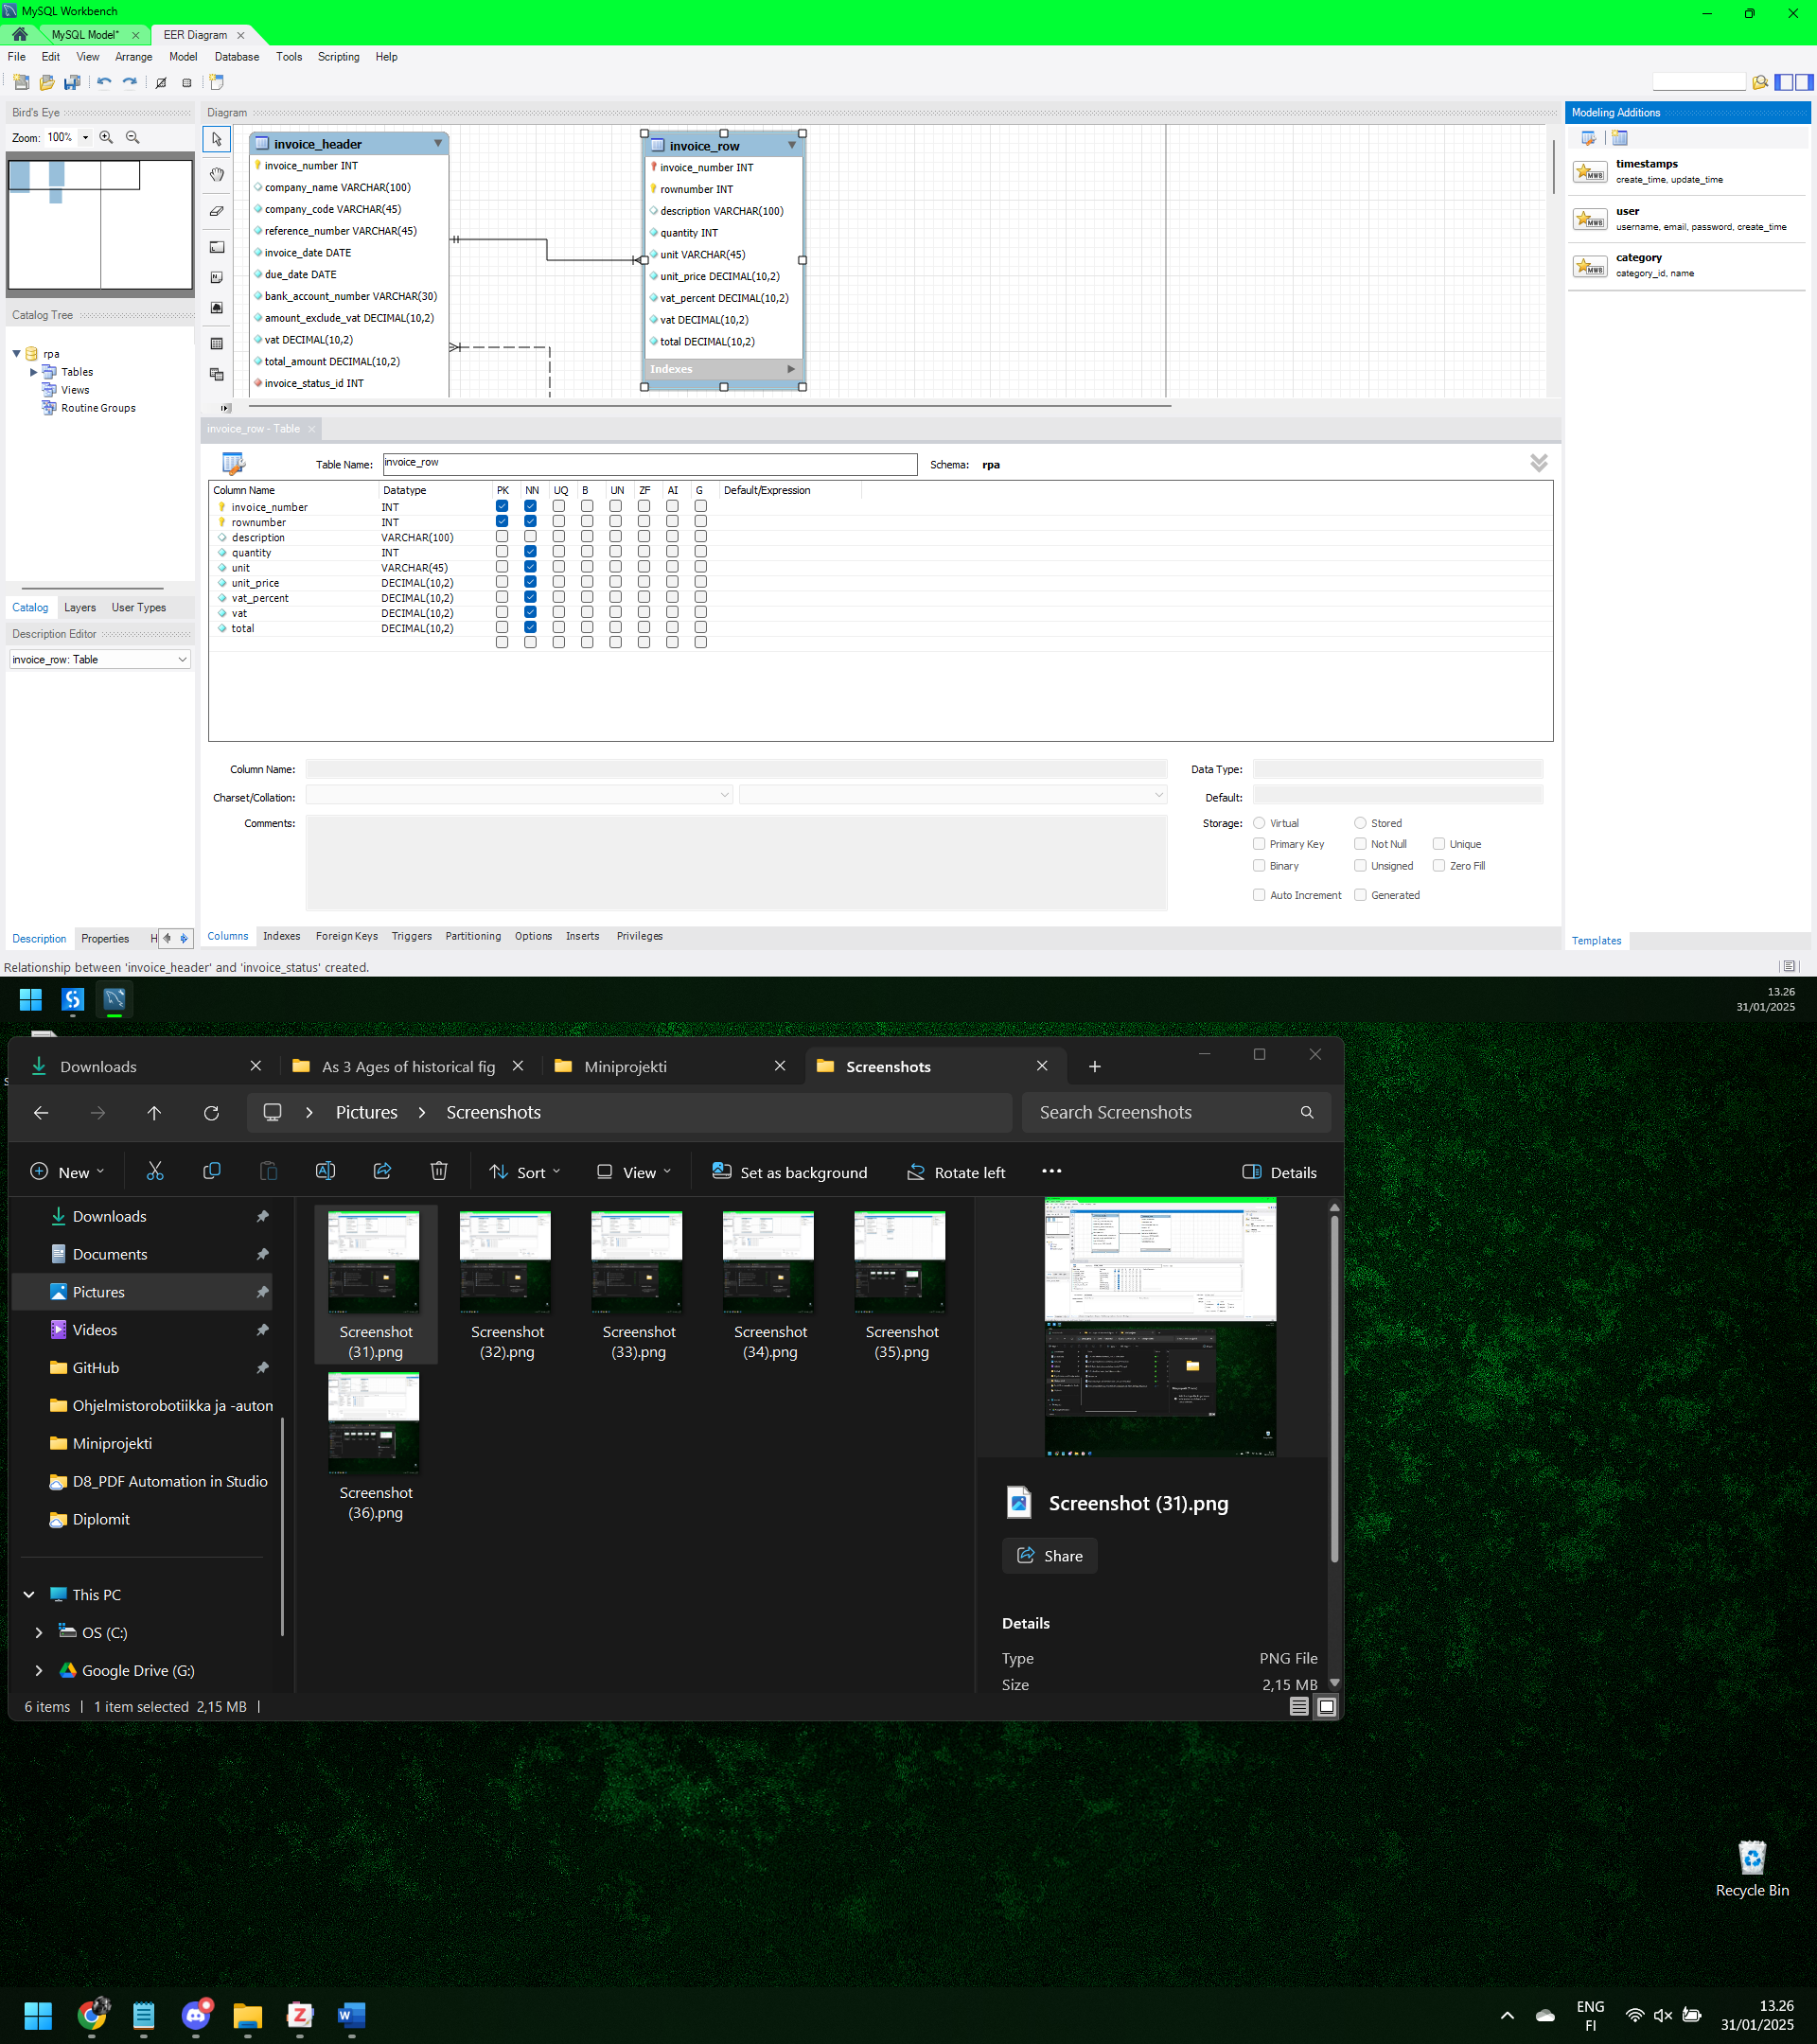 MySQL Workbench
MySQL Model*
EER Diagram
File Edit View Arrange Model Database Tools Scripting Help
Bird's Eye
Zoom: 100%
Diagram
invoice_header
invoice_number INT
company_name VARCHAR(100)
company_code VARCHAR(45)
reference_number VARCHAR(45)
invoice_date DATE
due_date DATE
bank_account_number VARCHAR(30)
amount_exclude_vat DECIMAL(10,2)
vat DECIMAL(10,2)
total_amount DECIMAL(10,2)
invoice_status_id INT
invoice_row
invoice_number INT
rownumber INT
description VARCHAR(100)
quantity INT
unit VARCHAR(45)
unit_price DECIMAL(10,2)
vat_percent DECIMAL(10,2)
vat DECIMAL(10,2)
total DECIMAL(10,2)
Indexes
Modeling Additions
timestamps
create_time, update_time
user
username, email, password, create_time
category
category_id, name
Templates
Catalog Tree
rpa
Tables
Views
Routine Groups
Catalog Layers User Types
Description Editor
invoice_row: Table
Description Properties H
invoice_row - Table
Table Name: invoice_row Schema: rpa
Column Name Datatype PK NN UQ B UN ZF AI G Default/Expression
invoice_number INT
rownumber INT
description VARCHAR(100)
quantity INT
unit VARCHAR(45)
unit_price DECIMAL(10,2)
vat_percent DECIMAL(10,2)
vat DECIMAL(10,2)
total DECIMAL(10,2)
Column Name: Data Type:
Charset/Collation: Default:
Comments: Storage: Virtual Stored
Primary Key Not Null Unique
Binary Unsigned Zero Fill
Auto Increment Generated
Columns Indexes Foreign Keys Triggers Partitioning Options Inserts Privileges
Relationship between 'invoice_header' and 'invoice_status' created.
13.26
31/01/2025
Downloads
As 3 Ages of historical fig
Miniprojekti
Screenshots
Pictures > Screenshots
Search Screenshots
New Sort View Set as background Rotate left Details
Downloads
Documents
Pictures
Videos
GitHub
Ohjelmistorobotiikka ja -auton
Miniprojekti
D8_PDF Automation in Studio
Diplomit
This PC
OS (C:)
Google Drive (G:)
Screenshot (31).png
Screenshot (32).png
Screenshot (33).png
Screenshot (34).png
Screenshot (35).png
Screenshot (36).png
Screenshot (31).png
Share
Details
Type PNG File
Size 2,15 MB
6 items 1 item selected 2,15 MB
Recycle Bin
ENG
FI
13.26
31/01/2025